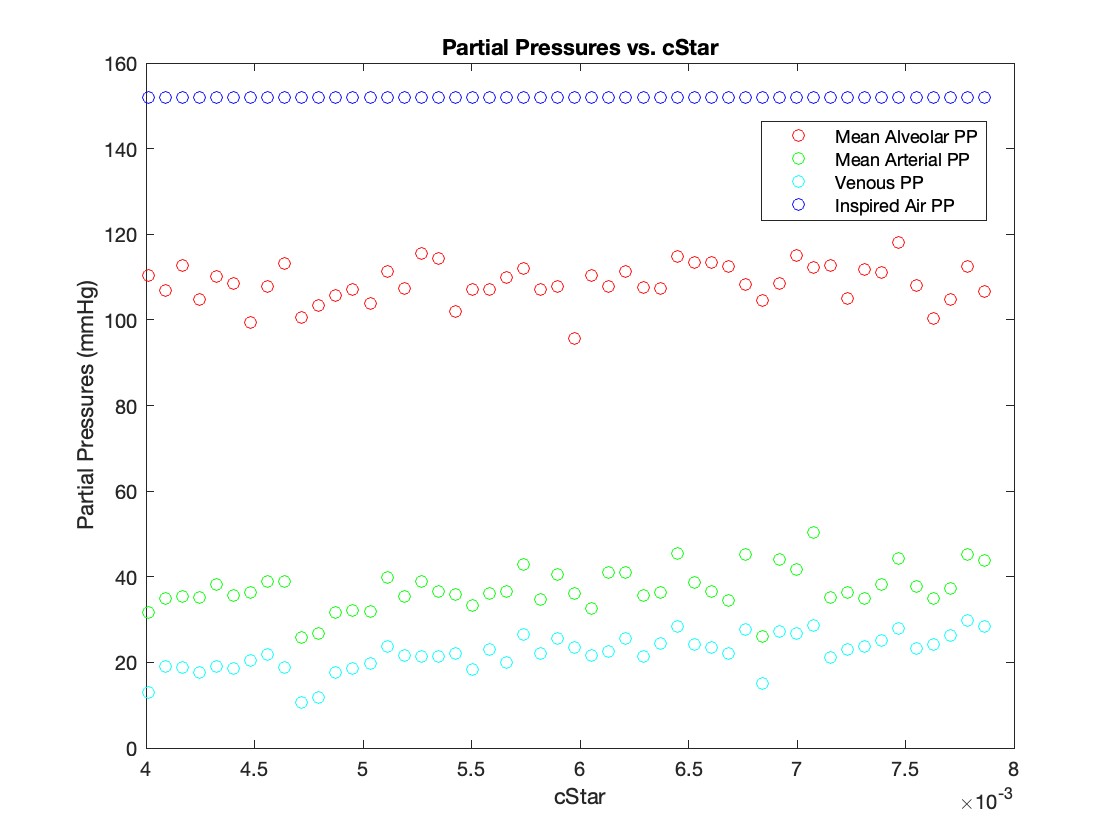 Partial Pressures vs. cStar
160
140
120
100
80
60
40
20
0
Partial Pressures (mmHg)
Mean Alveolar PP
Mean Arterial PP
Venous PP
Inspired Air PP
4 4.5 5 5.5 6 6.5 7 7.5 8
cStar
×10⁻³